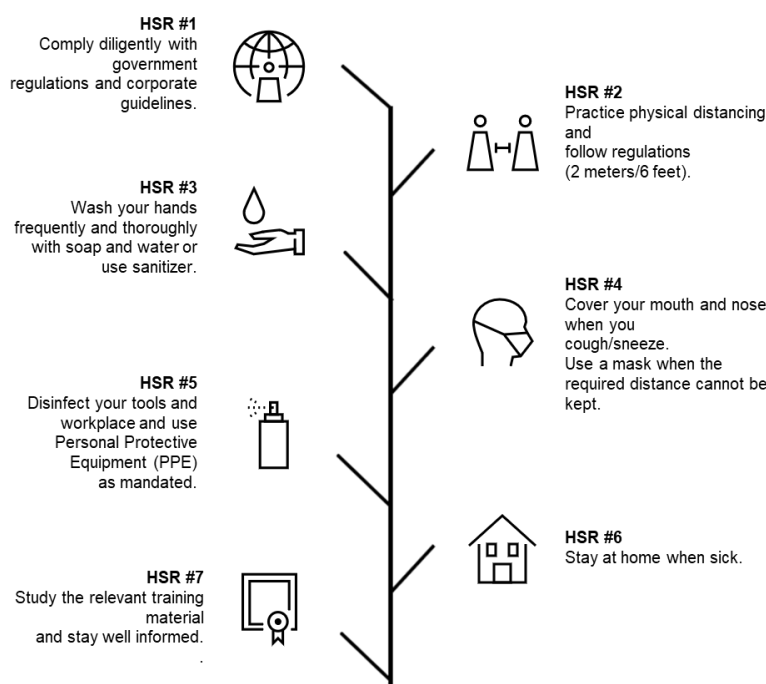 HSR #1
Comply diligently with
government
regulations and corporate
guidelines.
HSR #2
Practice physical distancing
and
follow regulations
(2 meters/6 feet).
HSR #3
Wash your hands
frequently and thoroughly
with soap and water or
use sanitizer.
HSR #4
Cover your mouth and nose
when you
cough/sneeze.
Use a mask when the
required distance cannot be
kept.
HSR #5
Disinfect your tools and
workplace and use
Personal Protective
Equipment (PPE)
as mandated.
HSR #6
Stay at home when sick.
HSR #7
Study the relevant training
material
and stay well informed.
.